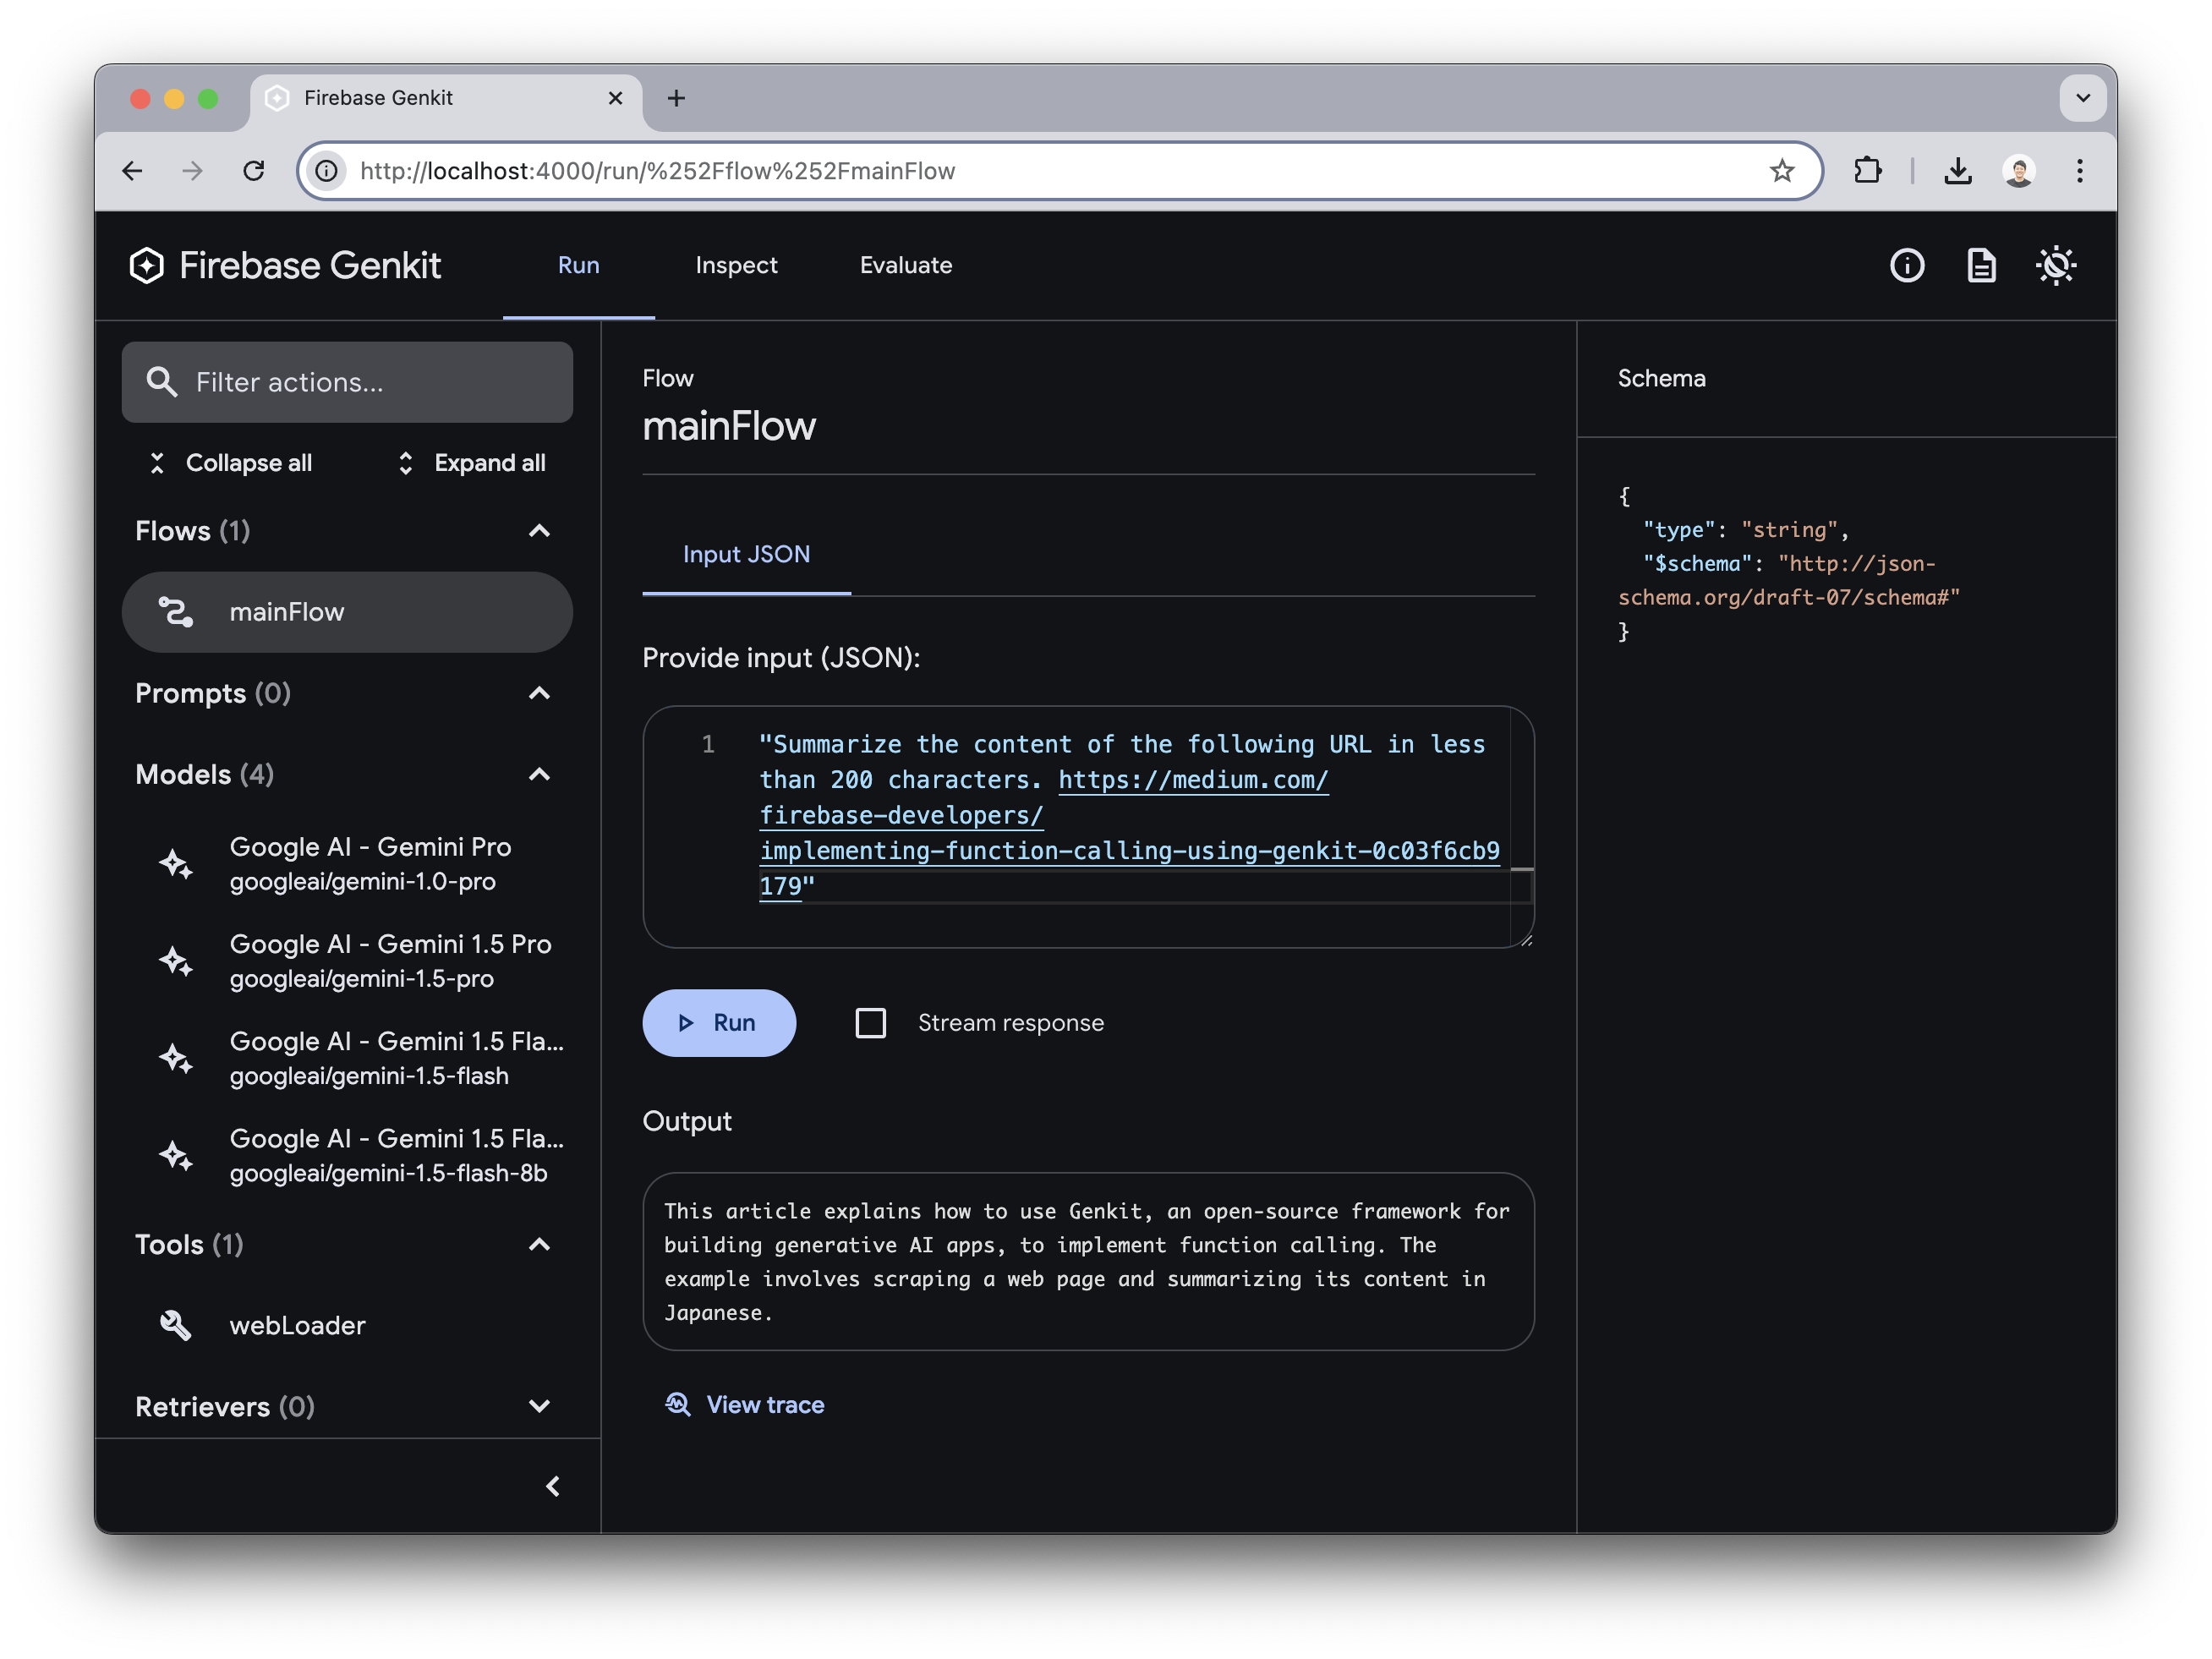 Firebase Genkit
http://localhost:4000/run/%252Fflow%252FmainFlow
Firebase Genkit
Run
Inspect
Evaluate
Filter actions...
Collapse all
Expand all
Flows (1)
mainFlow
Prompts (0)
Models (4)
Google AI - Gemini Pro
googleai/gemini-1.0-pro
Google AI - Gemini 1.5 Pro
googleai/gemini-1.5-pro
Google AI - Gemini 1.5 Fla...
googleai/gemini-1.5-flash
Google AI - Gemini 1.5 Fla...
googleai/gemini-1.5-flash-8b
Tools (1)
webLoader
Retrievers (0)
Flow
mainFlow
Input JSON
Provide input (JSON):
1
"Summarize the content of the following URL in less
than 200 characters. https://medium.com/
firebase-developers/
implementing-function-calling-using-genkit-0c03f6cb9
179"
Run
Stream response
Output
This article explains how to use Genkit, an open-source framework for
building generative AI apps, to implement function calling. The
example involves scraping a web page and summarizing its content in
Japanese.
View trace
Schema
{
"type": "string",
"$schema": "http://json-
schema.org/draft-07/schema#"
}